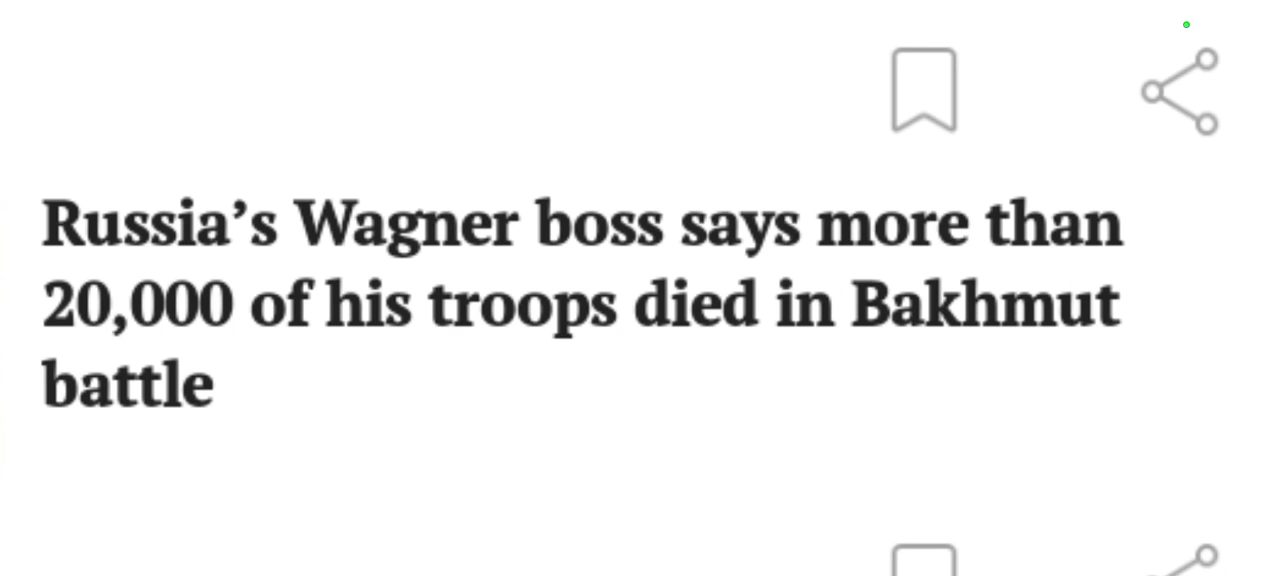 Russia’s Wagner boss says more than
20,000 of his troops died in Bakhmut
battle